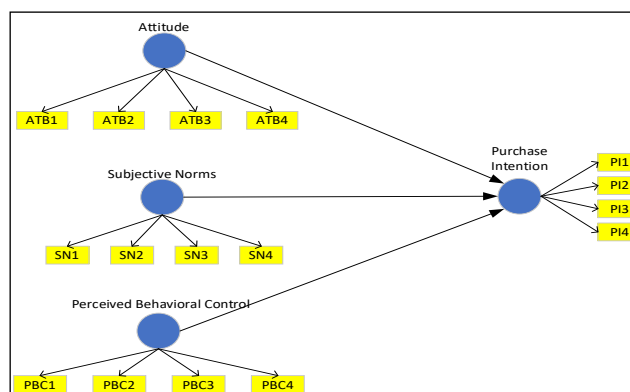 Attitude
ATB1 ATB2 ATB3 ATB4
Purchase
Intention
PI1
PI2
PI3
PI4
Subjective Norms
SN1 SN2 SN3 SN4
Perceived Behavioral Control
PBC1 PBC2 PBC3 PBC4